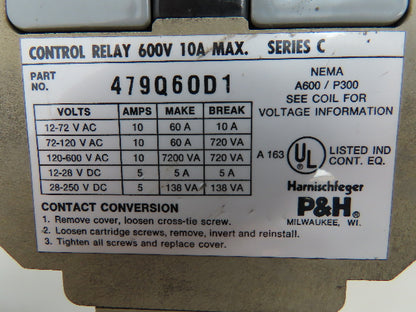 CONTROL RELAY 600V 10A MAX. SERIES C
PART NO. 479Q60D1
NEMA
A600 / P300
SEE COIL FOR
VOLTAGE INFORMATION
VOLTS AMPS MAKE BREAK
12-72 V AC 10 60 A 10 A
72-120 V AC 10 60 A 720 VA
120-600 V AC 10 7200 VA 720 VA
12-28 V DC 5 5 A 5 A
28-250 V DC 5 138 VA 138 VA
A 163 UL LISTED IND
CONT. EQ.
Harnischfeger
P&H®
MILWAUKEE, WI.
CONTACT CONVERSION
1. Remove cover, loosen cross-tie screw.
2. Loosen cartridge screws, remove, invert and reinstall.
3. Tighten all screws and replace cover.